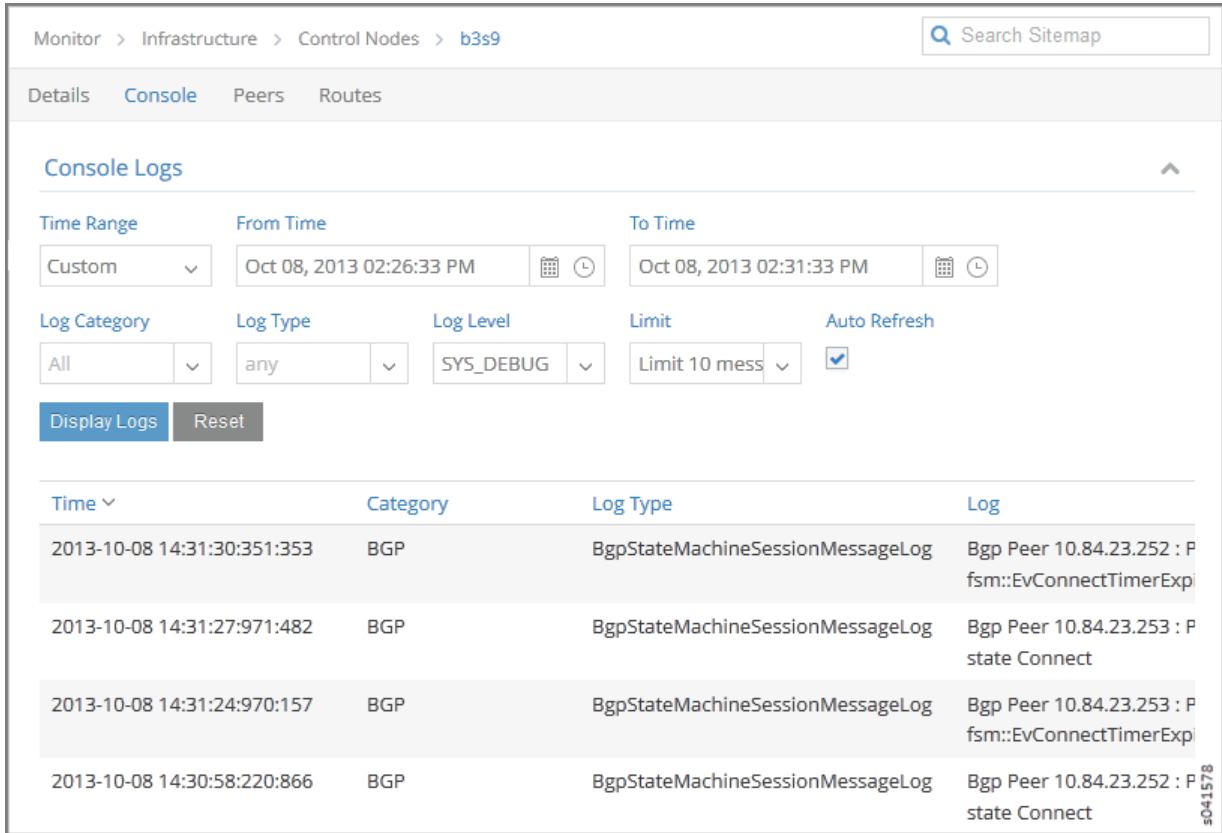 Monitor > Infrastructure > Control Nodes > b3s9
Search Sitemap
Details Console Peers Routes
Console Logs
Time Range From Time To Time
Custom Oct 08, 2013 02:26:33 PM Oct 08, 2013 02:31:33 PM
Log Category Log Type Log Level Limit Auto Refresh
All any SYS_DEBUG Limit 10 mess
Display Logs Reset
Time Category Log Type Log
2013-10-08 14:31:30:351:353 BGP BgpStateMachineSessionMessageLog Bgp Peer 10.84.23.252 : P
fsm::EvConnectTimerExpi
2013-10-08 14:31:27:971:482 BGP BgpStateMachineSessionMessageLog Bgp Peer 10.84.23.253 : P
state Connect
2013-10-08 14:31:24:970:157 BGP BgpStateMachineSessionMessageLog Bgp Peer 10.84.23.253 : P
fsm::EvConnectTimerExpi
2013-10-08 14:30:58:220:866 BGP BgpStateMachineSessionMessageLog Bgp Peer 10.84.23.252 : P
state Connect
s041578